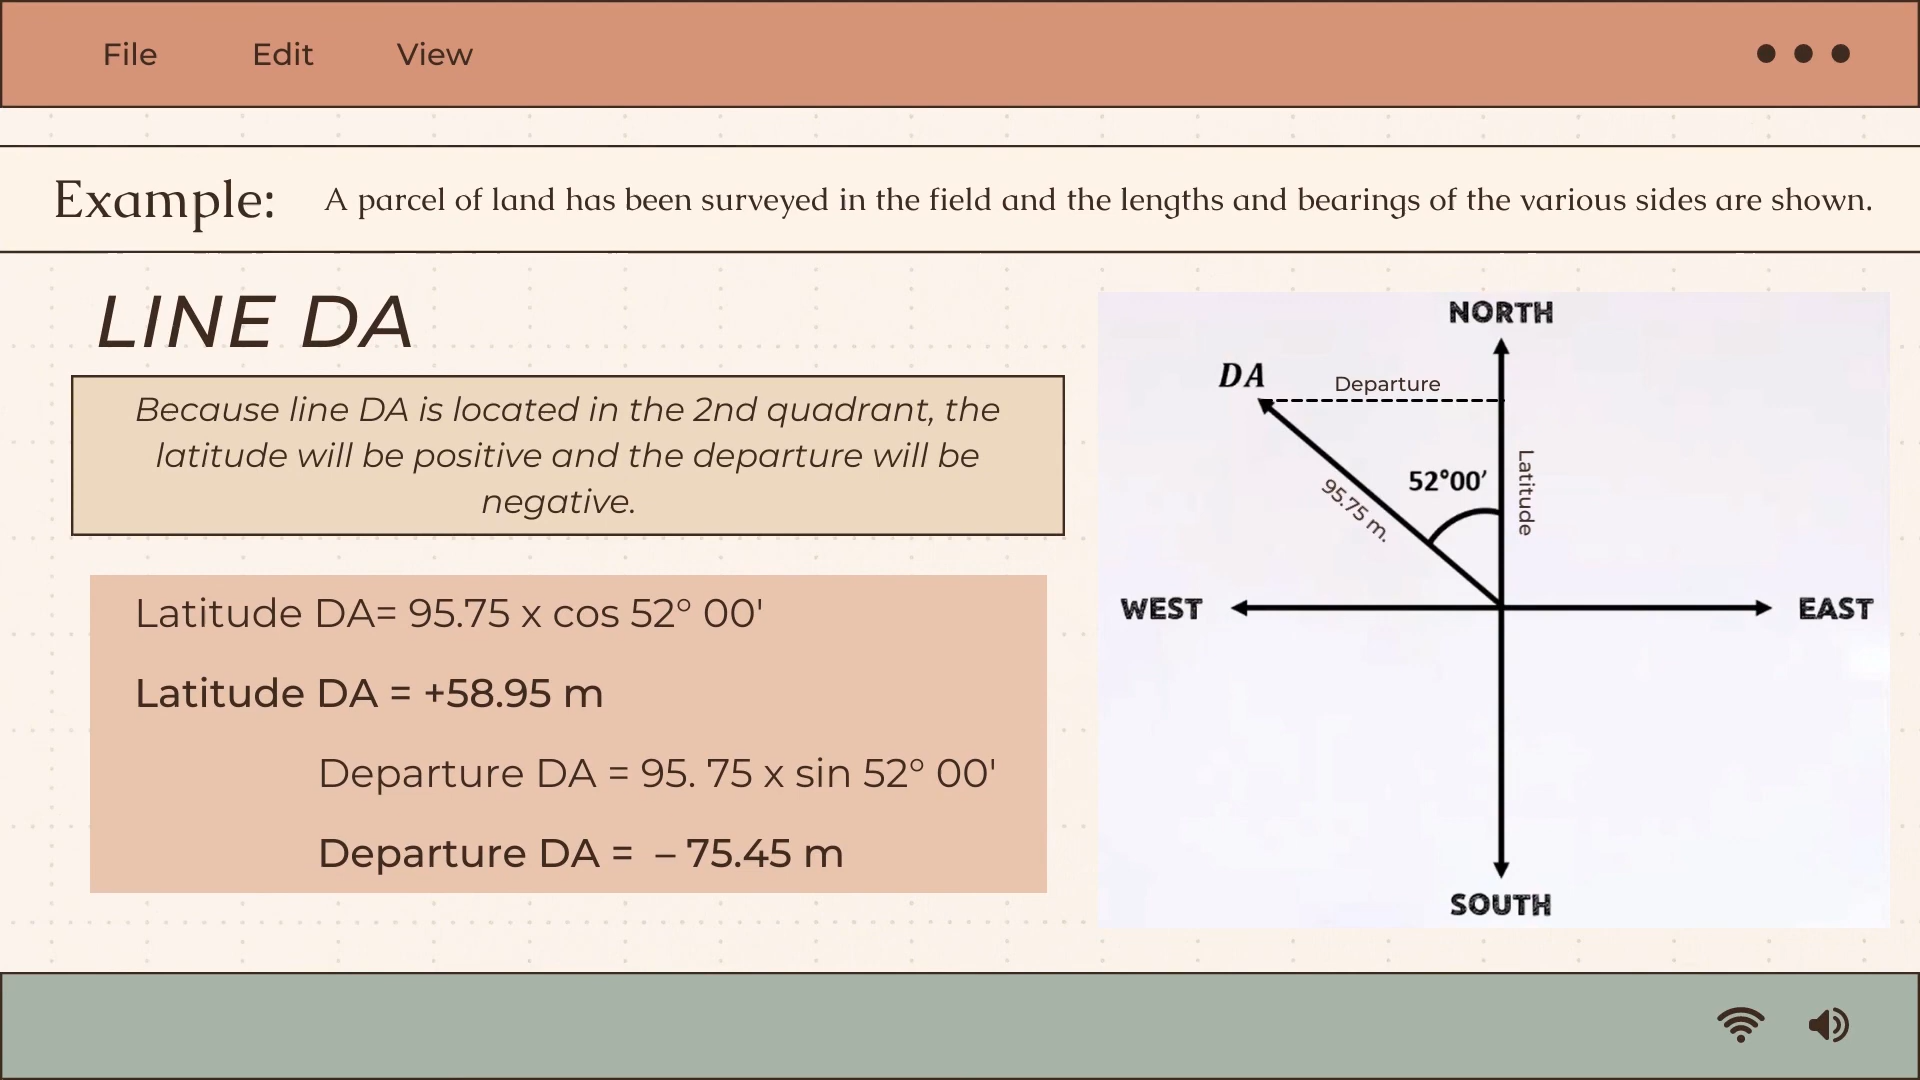 File Edit View
Example: A parcel of land has been surveyed in the field and the lengths and bearings of the various sides are shown.
LINE DA
Because line DA is located in the 2nd quadrant, the
latitude will be positive and the departure will be
negative.
Latitude DA= 95.75 x cos 52° 00'
Latitude DA = +58.95 m
Departure DA = 95. 75 x sin 52° 00'
Departure DA = – 75.45 m
NORTH
DA
Departure
52°00’
Latitude
95.75 m.
WEST
EAST
SOUTH